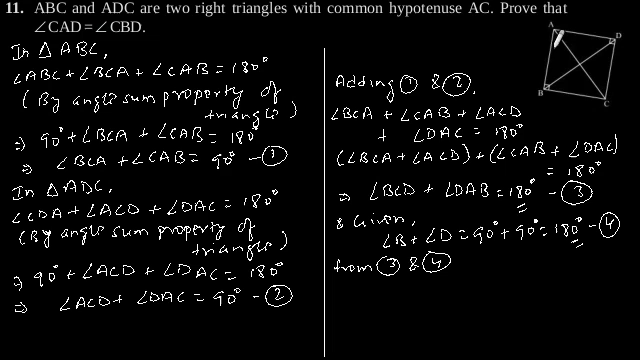 11. ABC and ADC are two right triangles with common hypotenuse AC. Prove that
∠CAD = ∠CBD.
In △ ABC,
∠ABC + ∠BCA + ∠CAB = 180°
(By angle sum property of
triangle)
⇒ 90° + ∠BCA + ∠CAB = 180°
⇒ ∠BCA + ∠CAB = 90° — ①
In △ADC,
∠CDA + ∠ACD + ∠DAC = 180°
(By angle sum property of
triangle)
⇒ 90° + ∠ACD + ∠DAC = 180°
⇒ ∠ACD + ∠DAC = 90° — ②
Adding ① & ②,
∠BCA + ∠CAB + ∠ACD
+ ∠DAC = 180°
(∠BCA + ∠ACD) + (∠CAB + ∠DAC)
= 180°
⇒ ∠BCD + ∠DAB = 180° — ③
& Given,
∠B + ∠D = 90° + 90° = 180° — ④
from ③ & ④
A
D
B
C